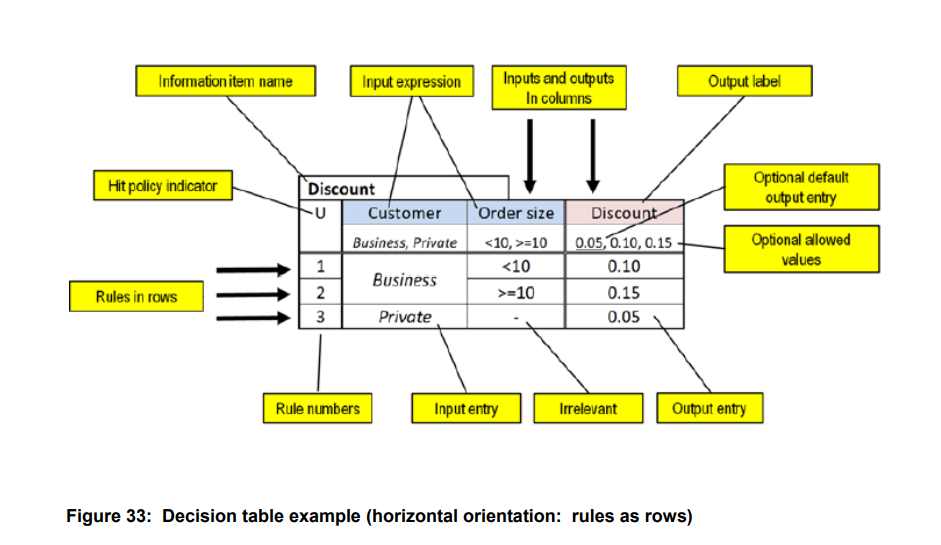 Information item name
Input expression
Inputs and outputs
In columns
Output label
Hit policy indicator
Optional default
output entry
Discount
U
Customer
Order size
Discount
Business, Private
<10, >=10
0.05, 0.10, 0.15
Optional allowed
values
1
Business
<10
0.10
Rules in rows
2
>=10
0.15
3
Private
-
0.05
Rule numbers
Input entry
Irrelevant
Output entry
Figure 33: Decision table example (horizontal orientation: rules as rows)